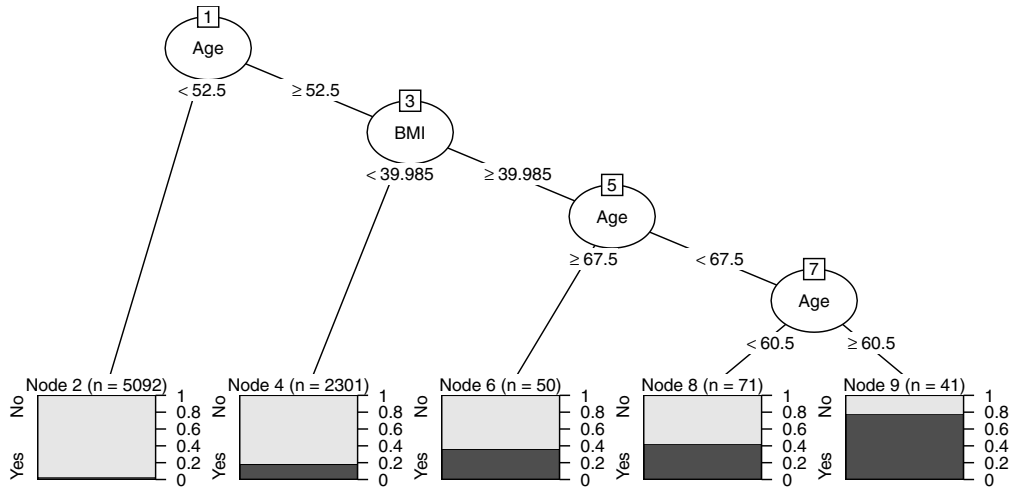 1
Age
< 52.5
≥ 52.5
3
BMI
< 39.985
≥ 39.985
5
Age
≥ 67.5
< 67.5
7
Age
< 60.5
≥ 60.5
Node 2 (n = 5092)
No
Yes
1
0.8
0.6
0.4
0.2
0
Node 4 (n = 2301)
No
Yes
1
0.8
0.6
0.4
0.2
0
Node 6 (n = 50)
No
Yes
1
0.8
0.6
0.4
0.2
0
Node 8 (n = 71)
No
Yes
1
0.8
0.6
0.4
0.2
0
Node 9 (n = 41)
No
Yes
1
0.8
0.6
0.4
0.2
0